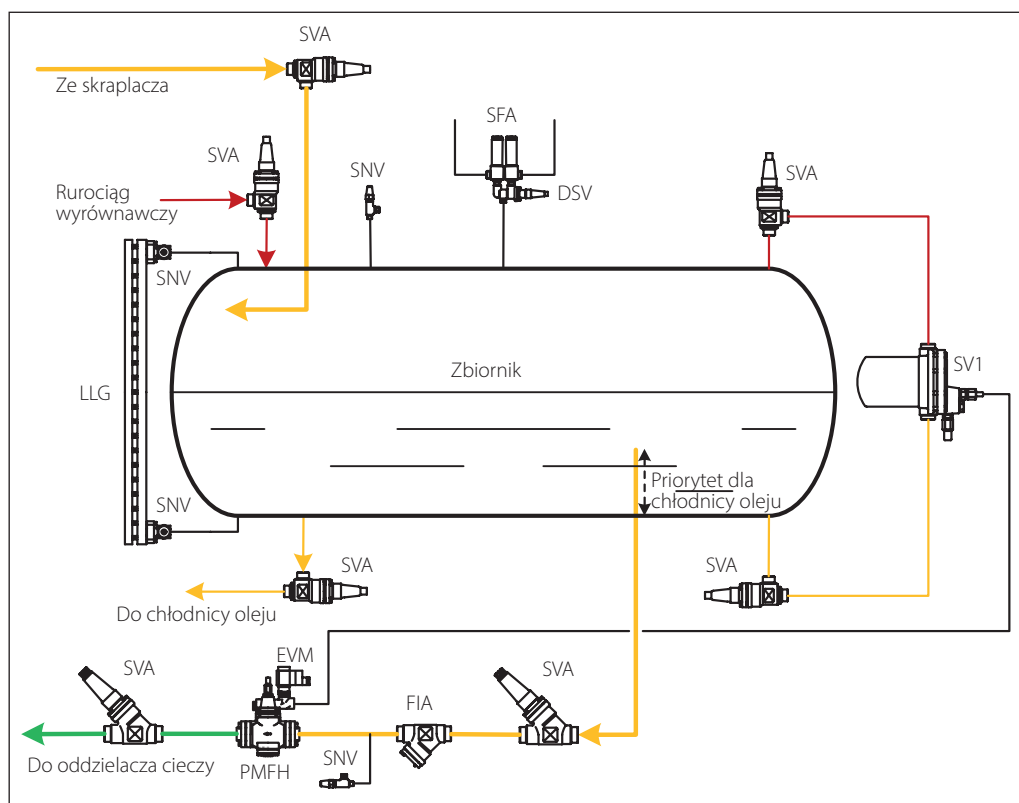 SVA
Ze skraplacza
SFA
SVA
SNV
SVA
DSV
Rurociąg
wyrównawczy
SNV
SV1
Zbiornik
LLG
Priorytet dla
chłodnicy oleju
SNV
SVA
SVA
Do chłodnicy oleju
EVM
SVA
SVA
FIA
Do oddzielacza cieczy
PMFH
SNV